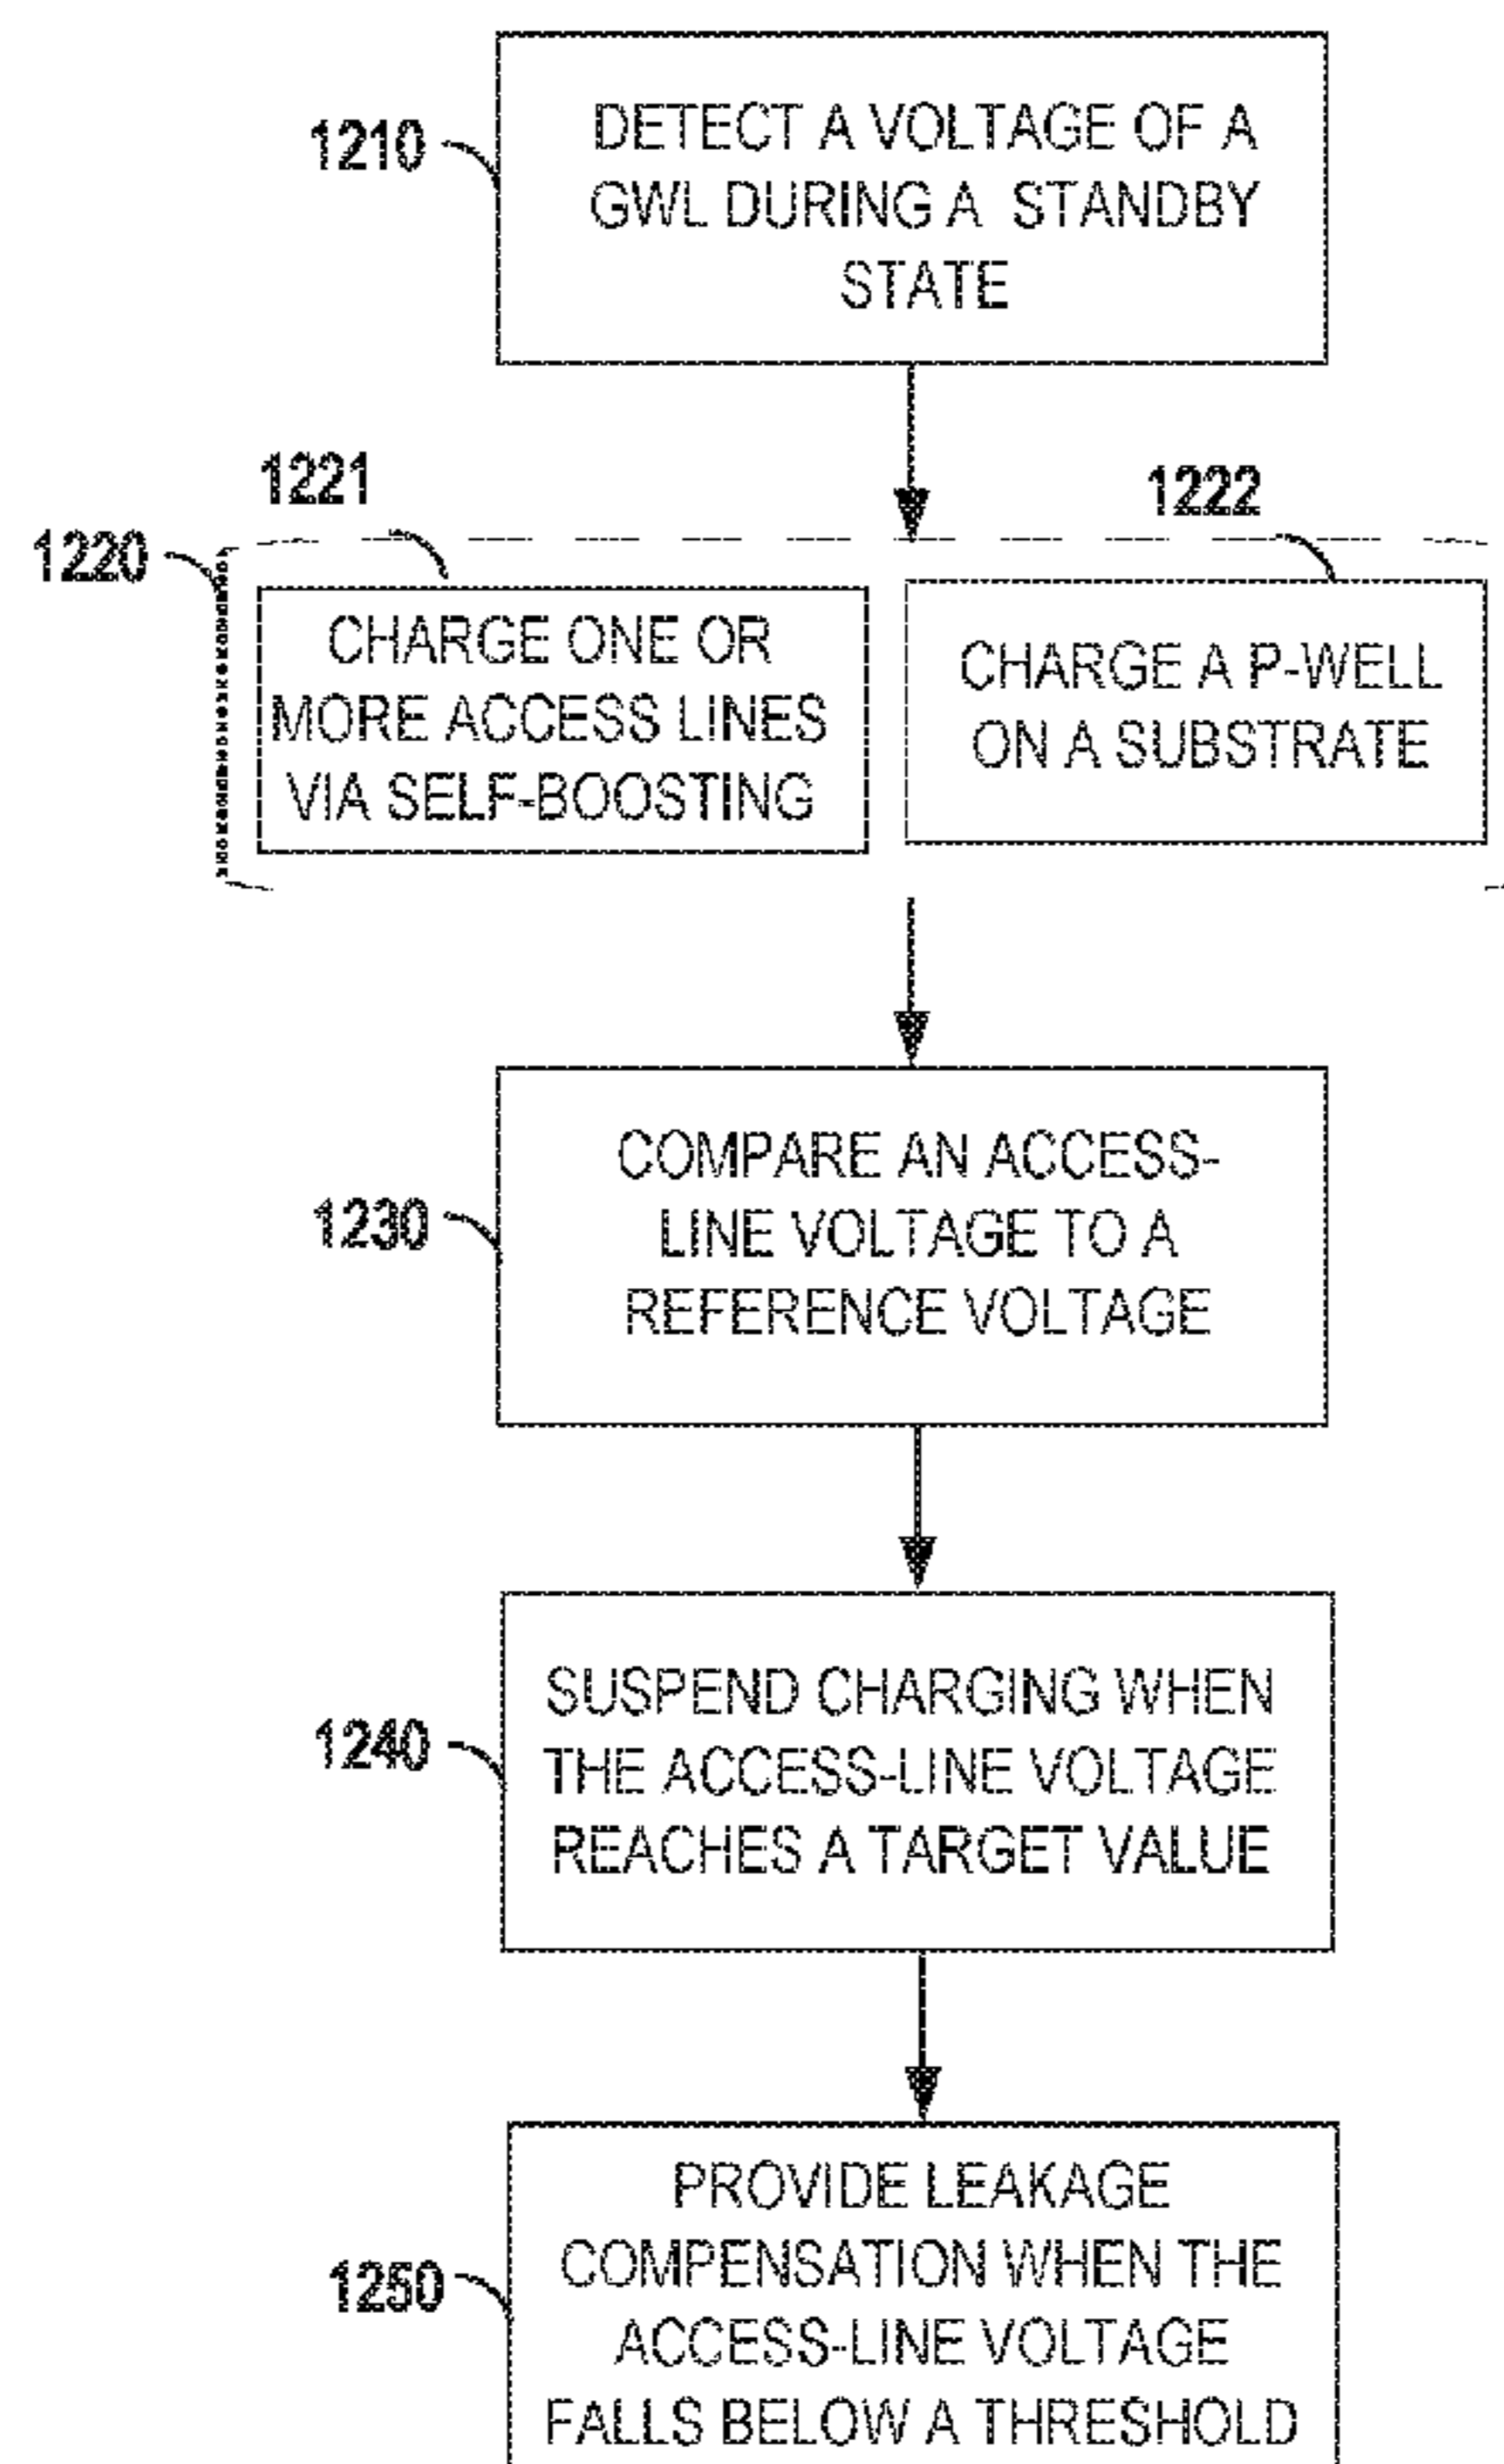 1210
DETECT A VOLTAGE OF A
GWL DURING A STANDBY
STATE
1220
1221
CHARGE ONE OR
MORE ACCESS LINES
VIA SELF-BOOSTING
1222
CHARGE A P-WELL
ON A SUBSTRATE
1230
COMPARE AN ACCESS-
LINE VOLTAGE TO A
REFERENCE VOLTAGE
1240
SUSPEND CHARGING WHEN
THE ACCESS-LINE VOLTAGE
REACHES A TARGET VALUE
1250
PROVIDE LEAKAGE
COMPENSATION WHEN THE
ACCESS-LINE VOLTAGE
FALLS BELOW A THRESHOLD